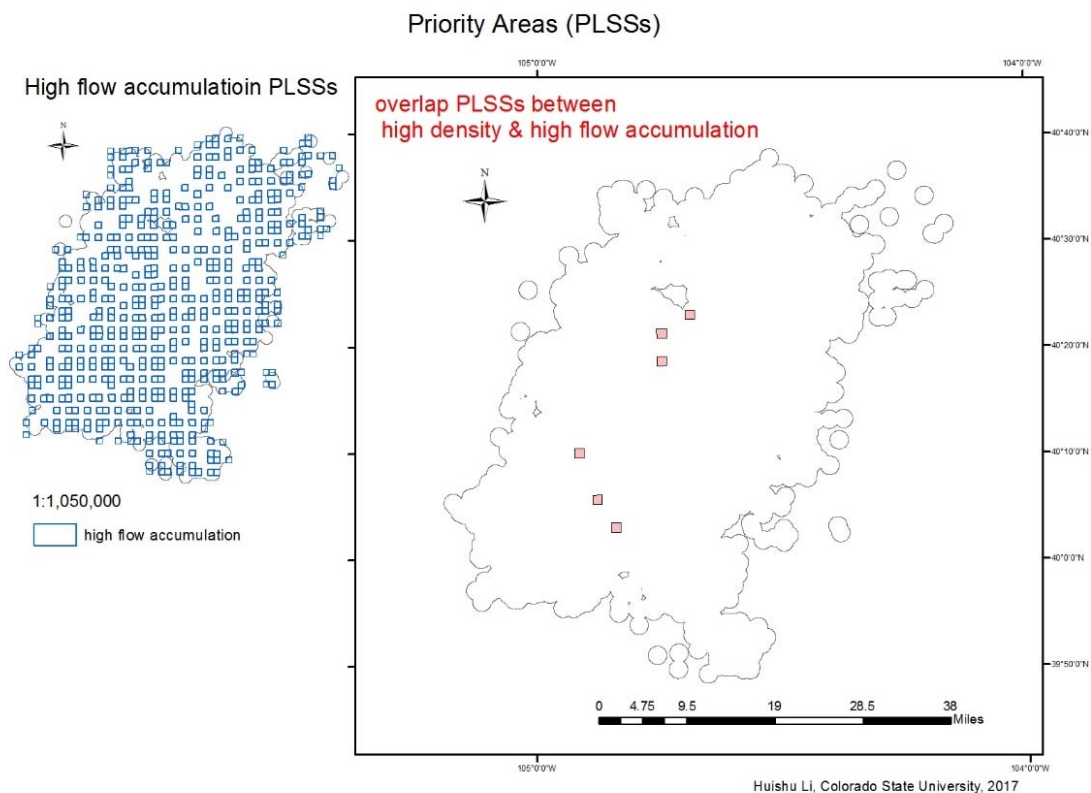 Priority Areas (PLSSs)
High flow accumulatioin PLSSs
N
1:1,050,000
high flow accumulation
105°0'0"W
104°0'0"W
overlap PLSSs between
high density & high flow accumulation
N
40°40'0"N
40°30'0"N
40°20'0"N
40°10'0"N
40°0'0"N
39°50'0"N
0 4.75 9.5 19 28.5 38
Miles
105°0'0"W
104°0'0"W
Huishu Li, Colorado State University, 2017